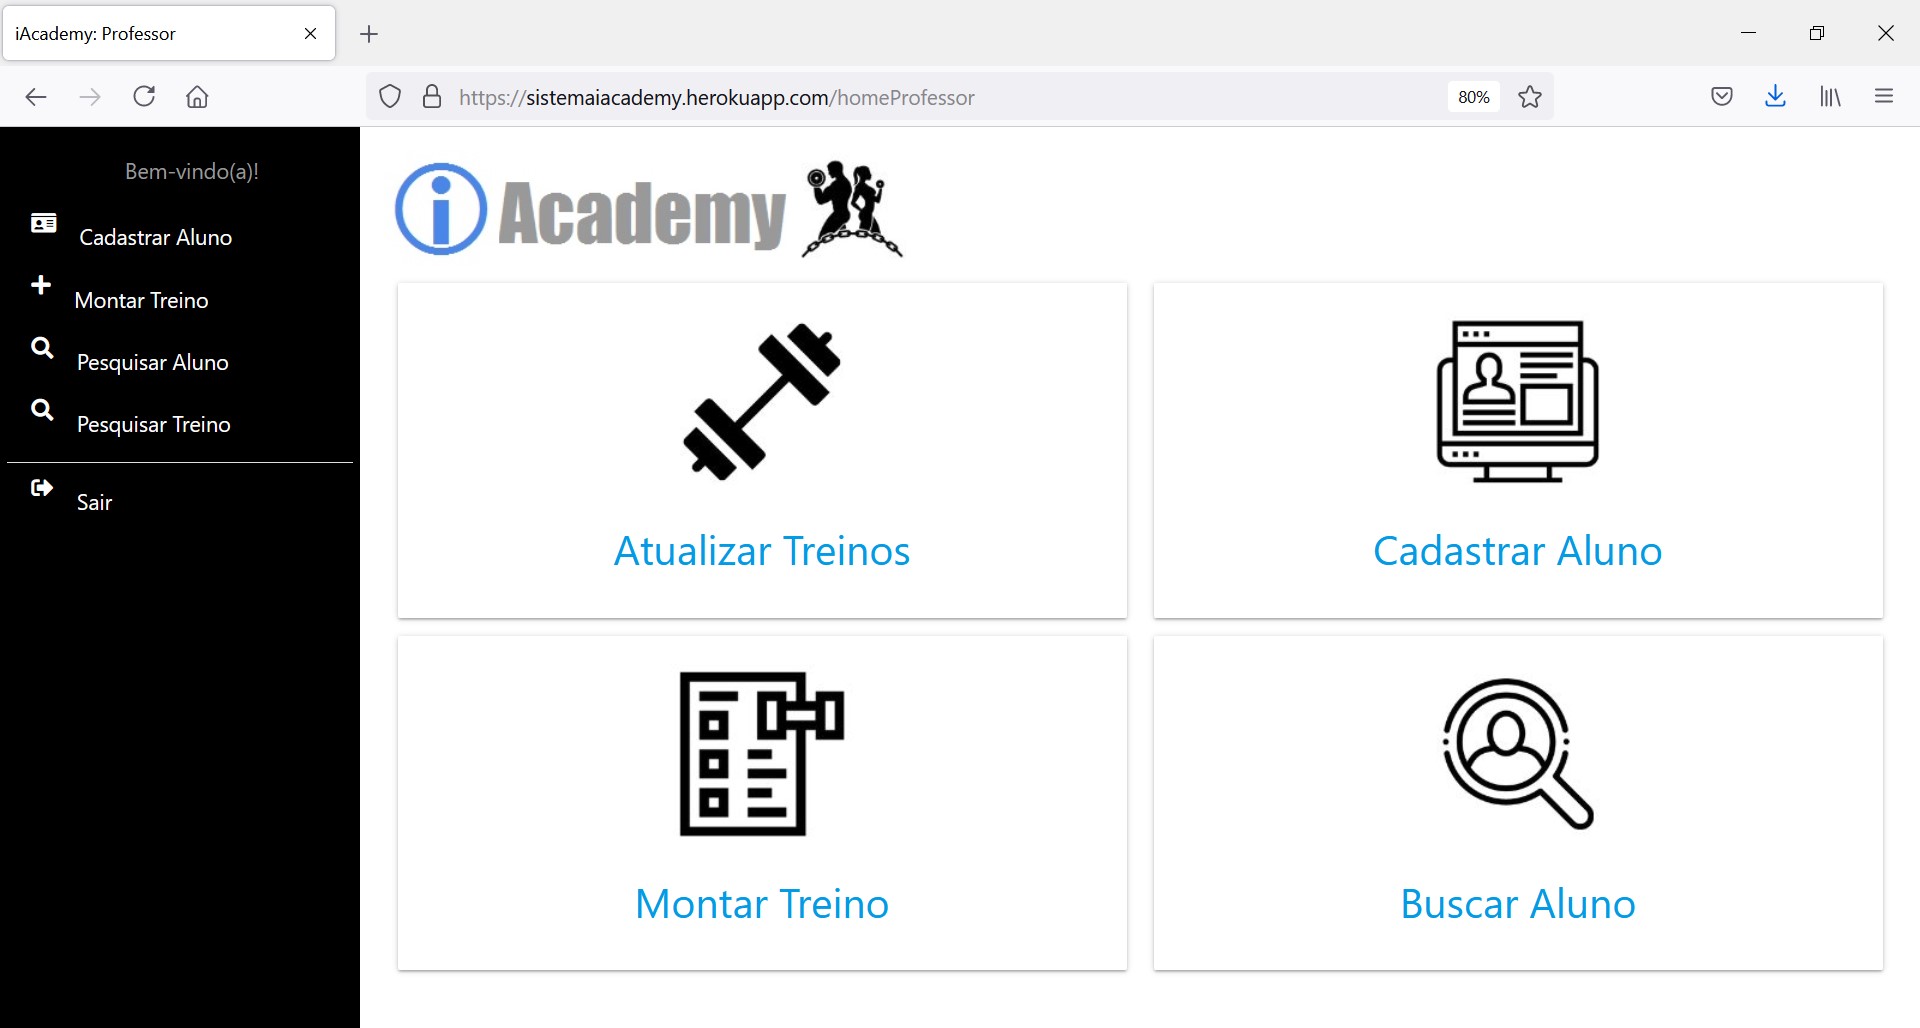 iAcademy: Professor
https://sistemaiacademy.herokuapp.com/homeProfessor
80%
Bem-vindo(a)!
Cadastrar Aluno
Montar Treino
Pesquisar Aluno
Pesquisar Treino
Sair
i Academy
Atualizar Treinos
Cadastrar Aluno
Montar Treino
Buscar Aluno